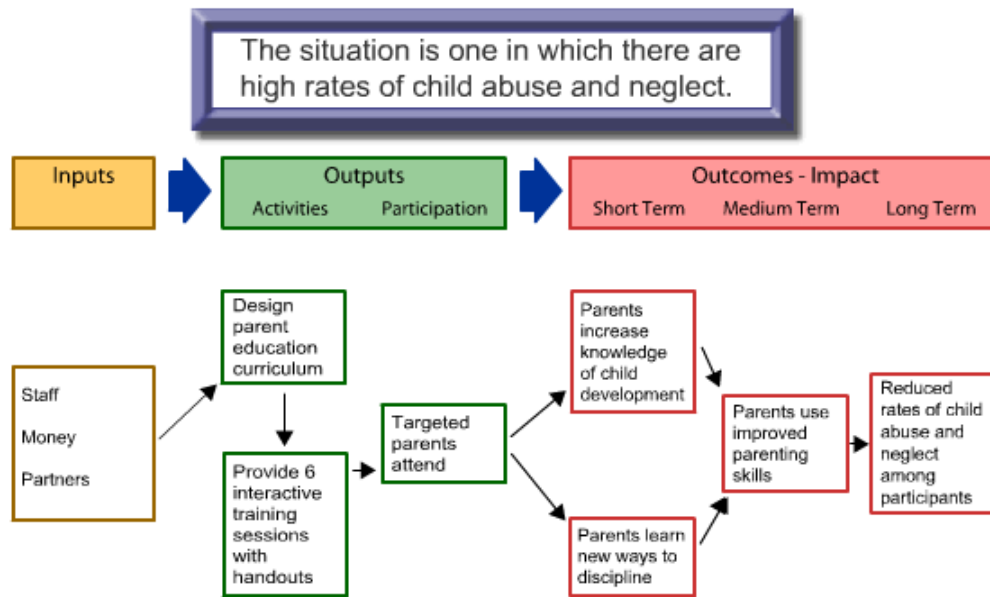 The situation is one in which there are
high rates of child abuse and neglect.
Inputs
Outputs
Activities
Participation
Outcomes - Impact
Short Term
Medium Term
Long Term
Staff
Money
Partners
Design
parent
education
curriculum
Provide 6
interactive
training
sessions
with
handouts
Targeted
parents
attend
Parents
increase
knowledge
of child
development
Parents learn
new ways to
discipline
Parents use
improved
parenting
skills
Reduced
rates of child
abuse and
neglect
among
participants